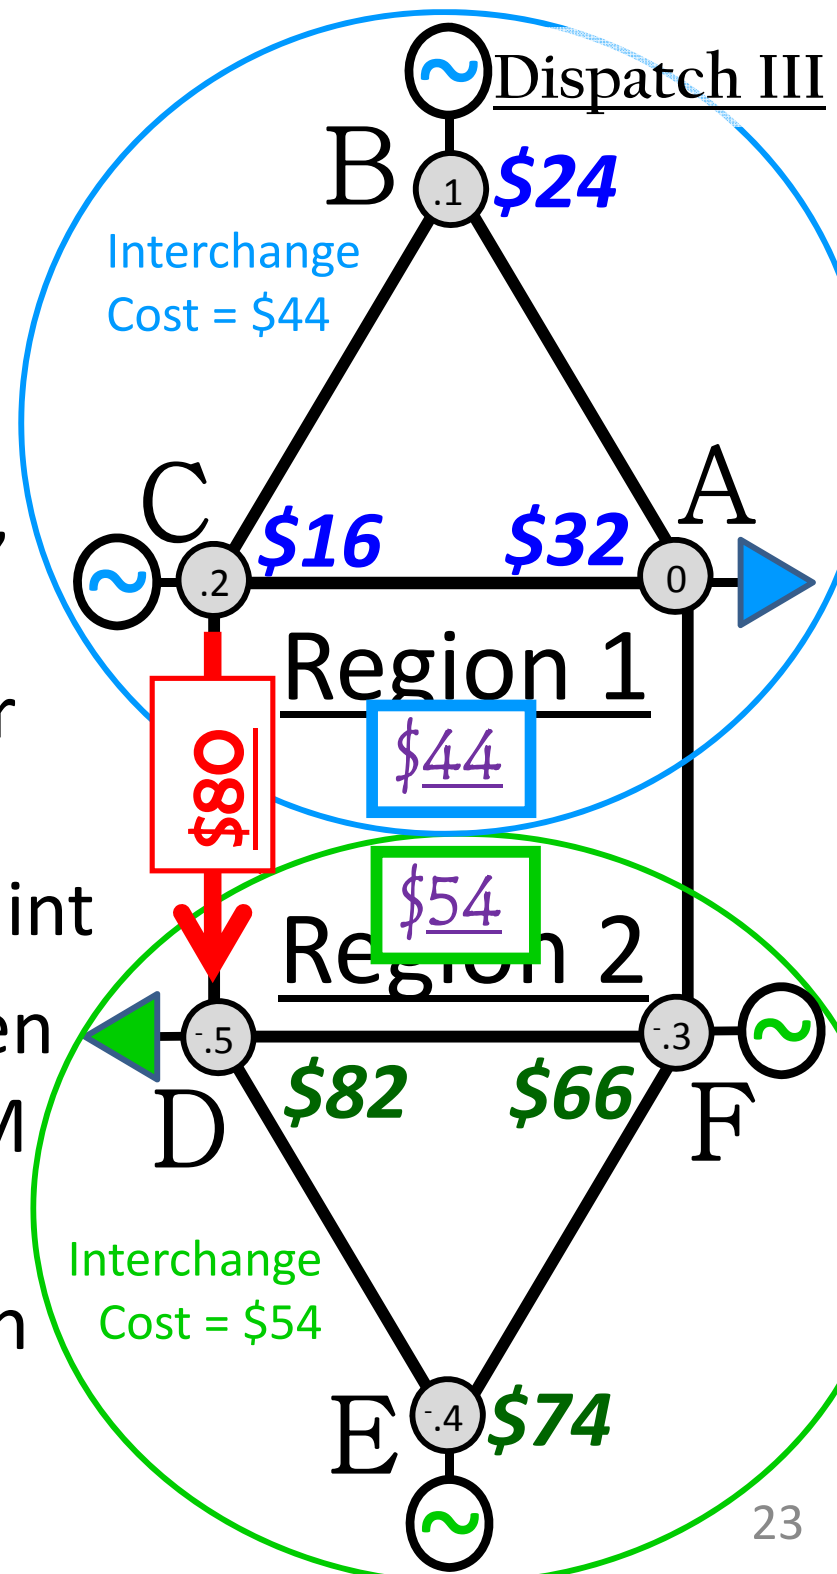 Dispatch III
B
.1
$24
Interchange
Cost = $44
C
A
$16
$32
.2
0
Region 1
$44
$80
$54
int
Region 2
en
-.5
-.3
$82
$66
M
D
F
Interchange
Cost = $54
n
E
-.4
$74
23